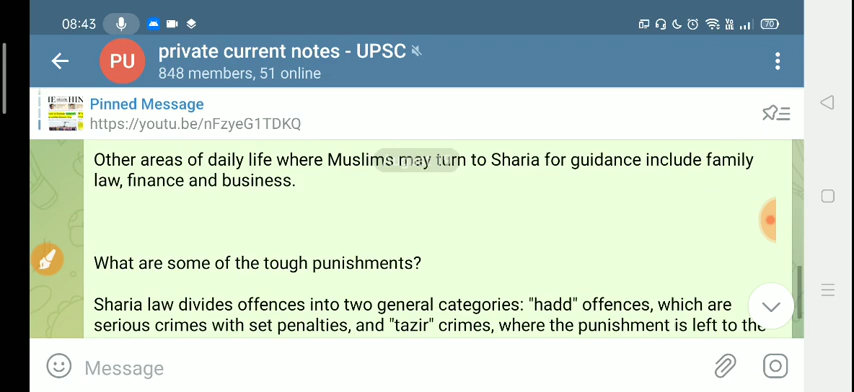 08:43
70
PU
private current notes - UPSC
848 members, 51 online
Pinned Message
https://youtu.be/nFzyeG1TDKQ
Other areas of daily life where Muslims may turn to Sharia for guidance include family
law, finance and business.
What are some of the tough punishments?
Sharia law divides offences into two general categories: "hadd" offences, which are
serious crimes with set penalties, and "tazir" crimes, where the punishment is left to the
Message